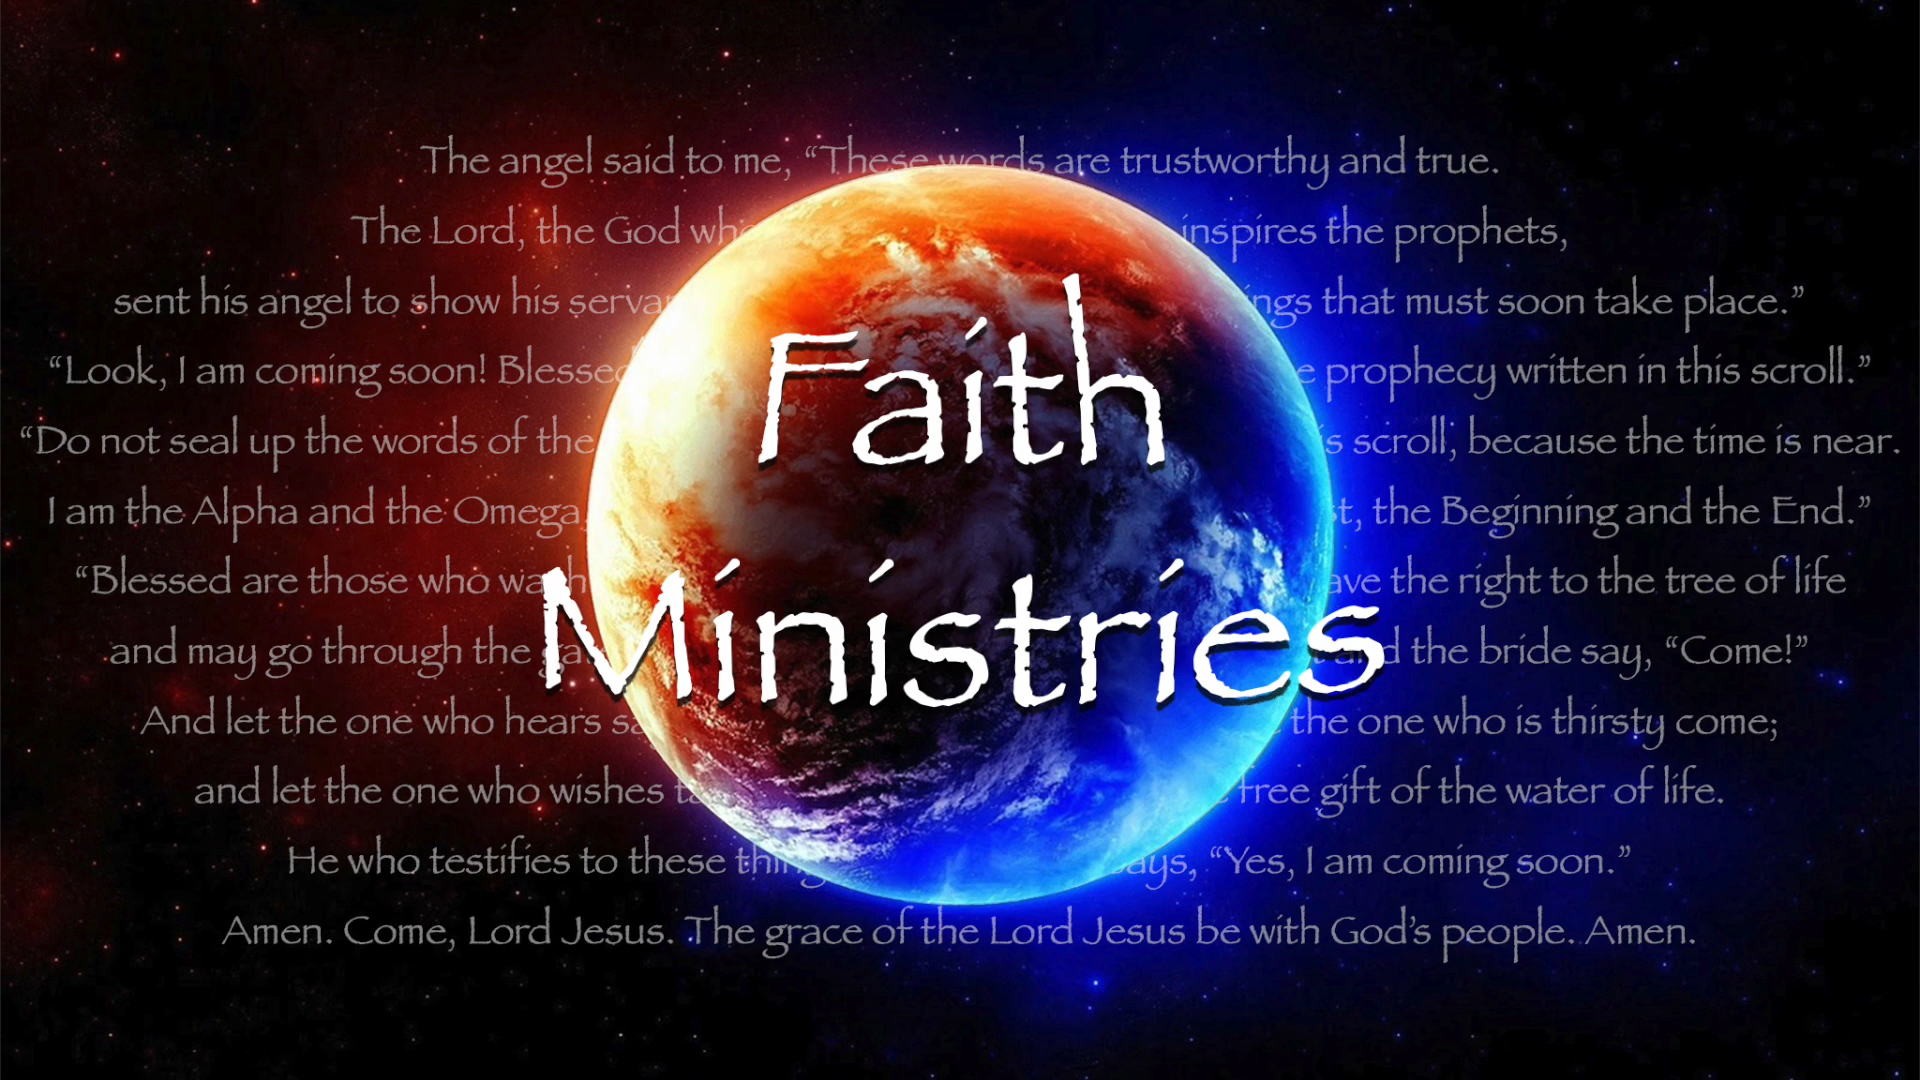 The angel said to me, “These words are trustworthy and true.
The Lord, the God who inspires the prophets,
sent his angel to show his that must soon take place.”
“Look, I am coming soon! Blessed prophecy written in this scroll.”
“Do not seal up the words of the scroll, because the time is near.
I am the Alpha and the Omega, the Beginning and the End.”
“Blessed are those who the right to the tree of life
and may go through the the bride say, “Come!”
And let the one who hears the one who is thirsty come;
and let the one who wishes free gift of the water of life.
He who testifies to these says, “Yes, I am coming soon.”
Amen. Come, Lord Jesus. The grace of the Lord Jesus be with God’s people. Amen.
Faith
Ministries